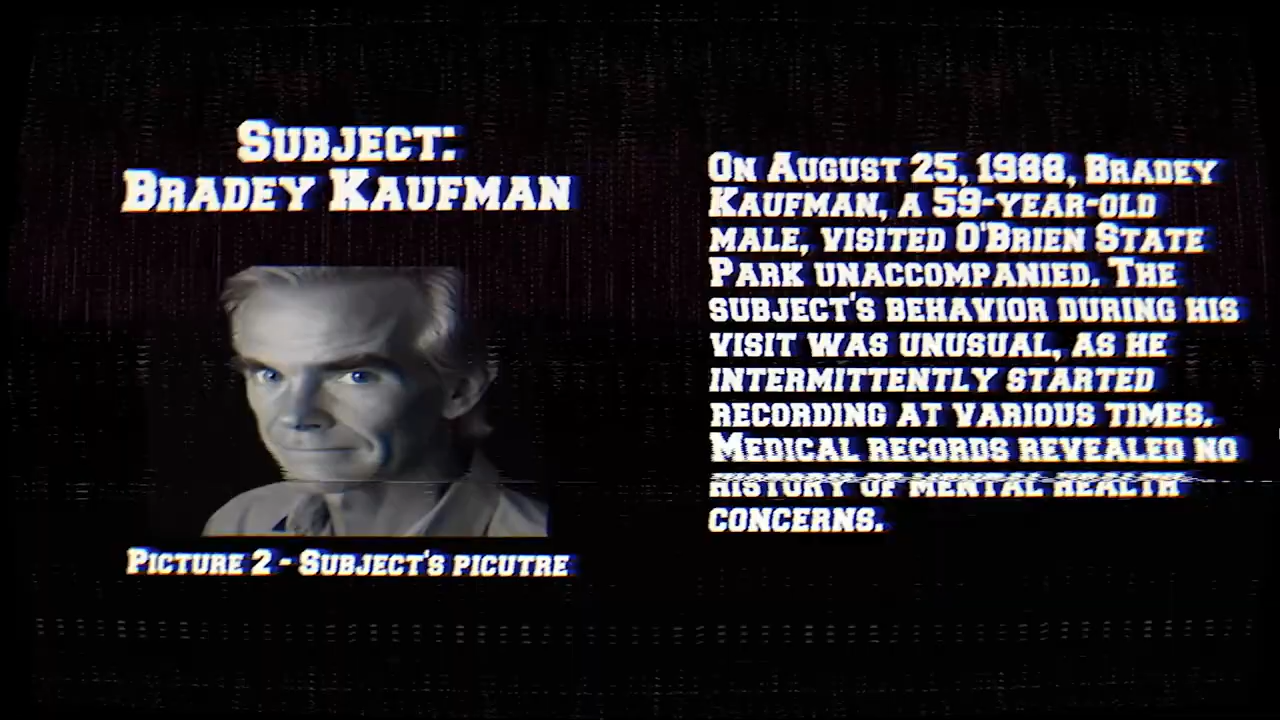 Subject:
Bradey Kaufman
Picture 2 - Subject's picutre
On August 25, 1988, Bradey
Kaufman, a 59-year-old
male, visited O'Brien State
Park unaccompanied. The
subject's behavior during his
visit was unusual, as he
intermittently started
recording at various times.
Medical records revealed no
history of mental health
concerns.